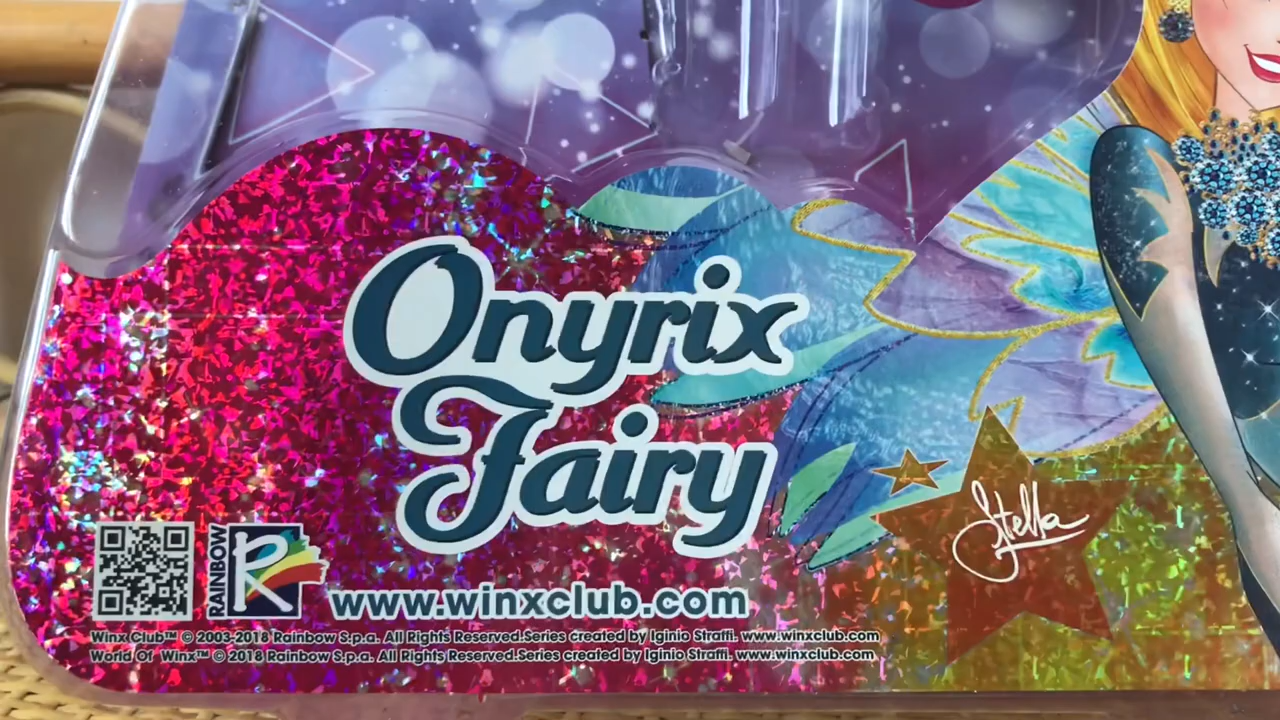 Onyrix
Fairy
Stella
RAINBOW
R
www.winxclub.com
Winx Club™ © 2003-2018 Rainbow S.p.a. All Rights Reserved.Series created by Iginio Straffi. www.winxclub.com
World Of Winx™ © 2018 Rainbow S.p.a. All Rights Reserved.Series created by Iginio Straffi. www.winxclub.com